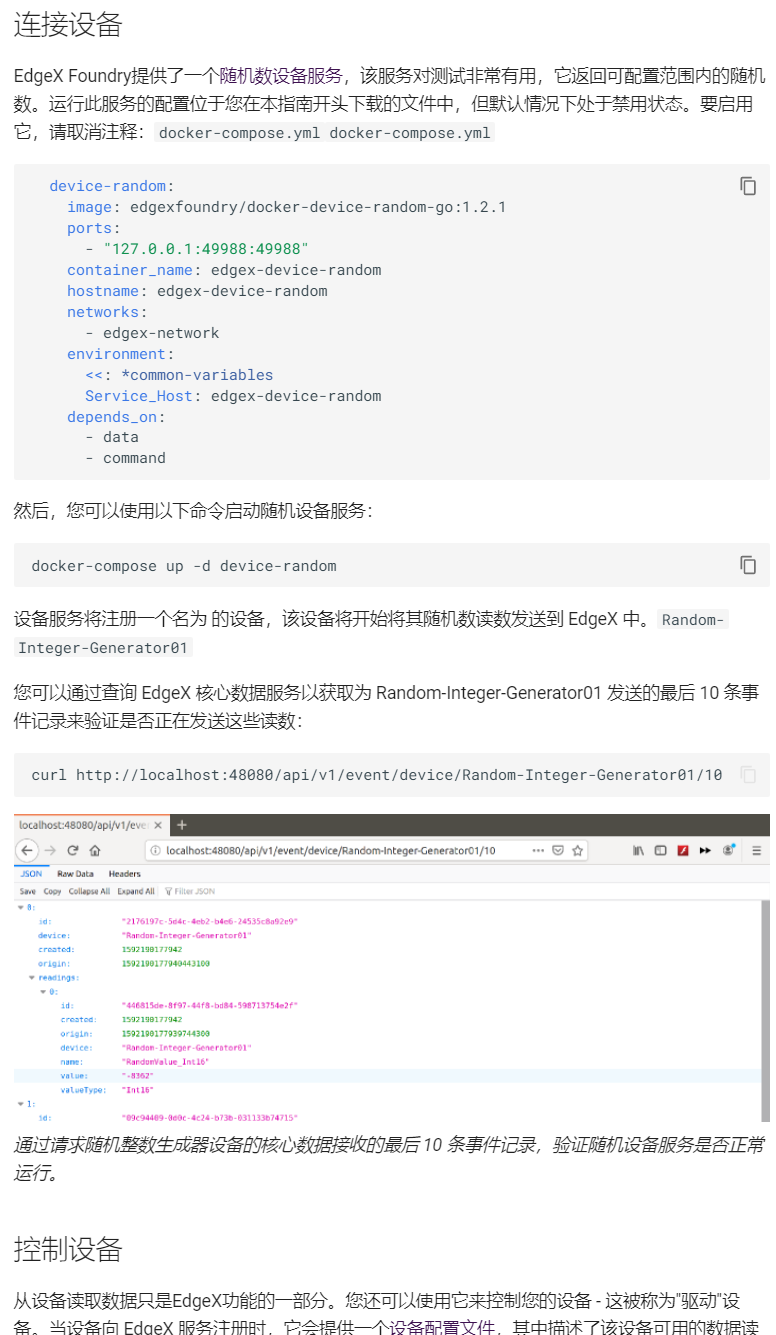 连接设备
EdgeX Foundry提供了一个随机数设备服务，该服务对测试非常有用，它返回可配置范围内的随机
数。运行此服务的配置位于您在本指南开头下载的文件中，但默认情况下处于禁用状态。要启用
它，请取消注释： docker-compose.yml docker-compose.yml
device-random:
image: edgexfoundry/docker-device-random-go:1.2.1
ports:
- "127.0.0.1:49988:49988"
container_name: edgex-device-random
hostname: edgex-device-random
networks:
- edgex-network
environment:
<<: *common-variables
Service_Host: edgex-device-random
depends_on:
- data
- command
然后，您可以使用以下命令启动随机设备服务：
docker-compose up -d device-random
设备服务将注册一个名为 的设备，该设备将开始将其随机数读数发送到 EdgeX 中。 Random-
Integer-Generator01
您可以通过查询 EdgeX 核心数据服务以获取为 Random-Integer-Generator01 发送的最后 10 条事
件记录来验证是否正在发送这些读数：
curl http://localhost:48080/api/v1/event/device/Random-Integer-Generator01/10
localhost:48080/api/v1/eve
localhost:48080/api/v1/event/device/Random-Integer-Generator01/10
JSON Raw Data Headers
Save Copy Collapse All Expand All Filter JSON
0:
id: "2176197c-5d4c-4eb2-b4e6-24535c8a92e9"
device: "Random-Integer-Generator01"
created: 1592190177942
origin: 1592190177940443100
readings:
0:
id: "446815de-8f97-44f8-bd84-598713754e2f"
created: 1592190177942
origin: 1592190177939744300
device: "Random-Integer-Generator01"
name: "RandomValue_Int16"
value: "-8362"
valueType: "Int16"
1:
id: "09c94409-0d0c-4c24-b73b-031133b74715"
通过请求随机整数生成器设备的核心数据接收的最后 10 条事件记录，验证随机设备服务是否正常
运行。
控制设备
从设备读取数据只是EdgeX功能的一部分。您还可以使用它来控制您的设备 - 这被称为"驱动"设
备。当设备向 EdgeX 服务注册时，它会提供一个设备配置文件，其中描述了该设备可用的数据读